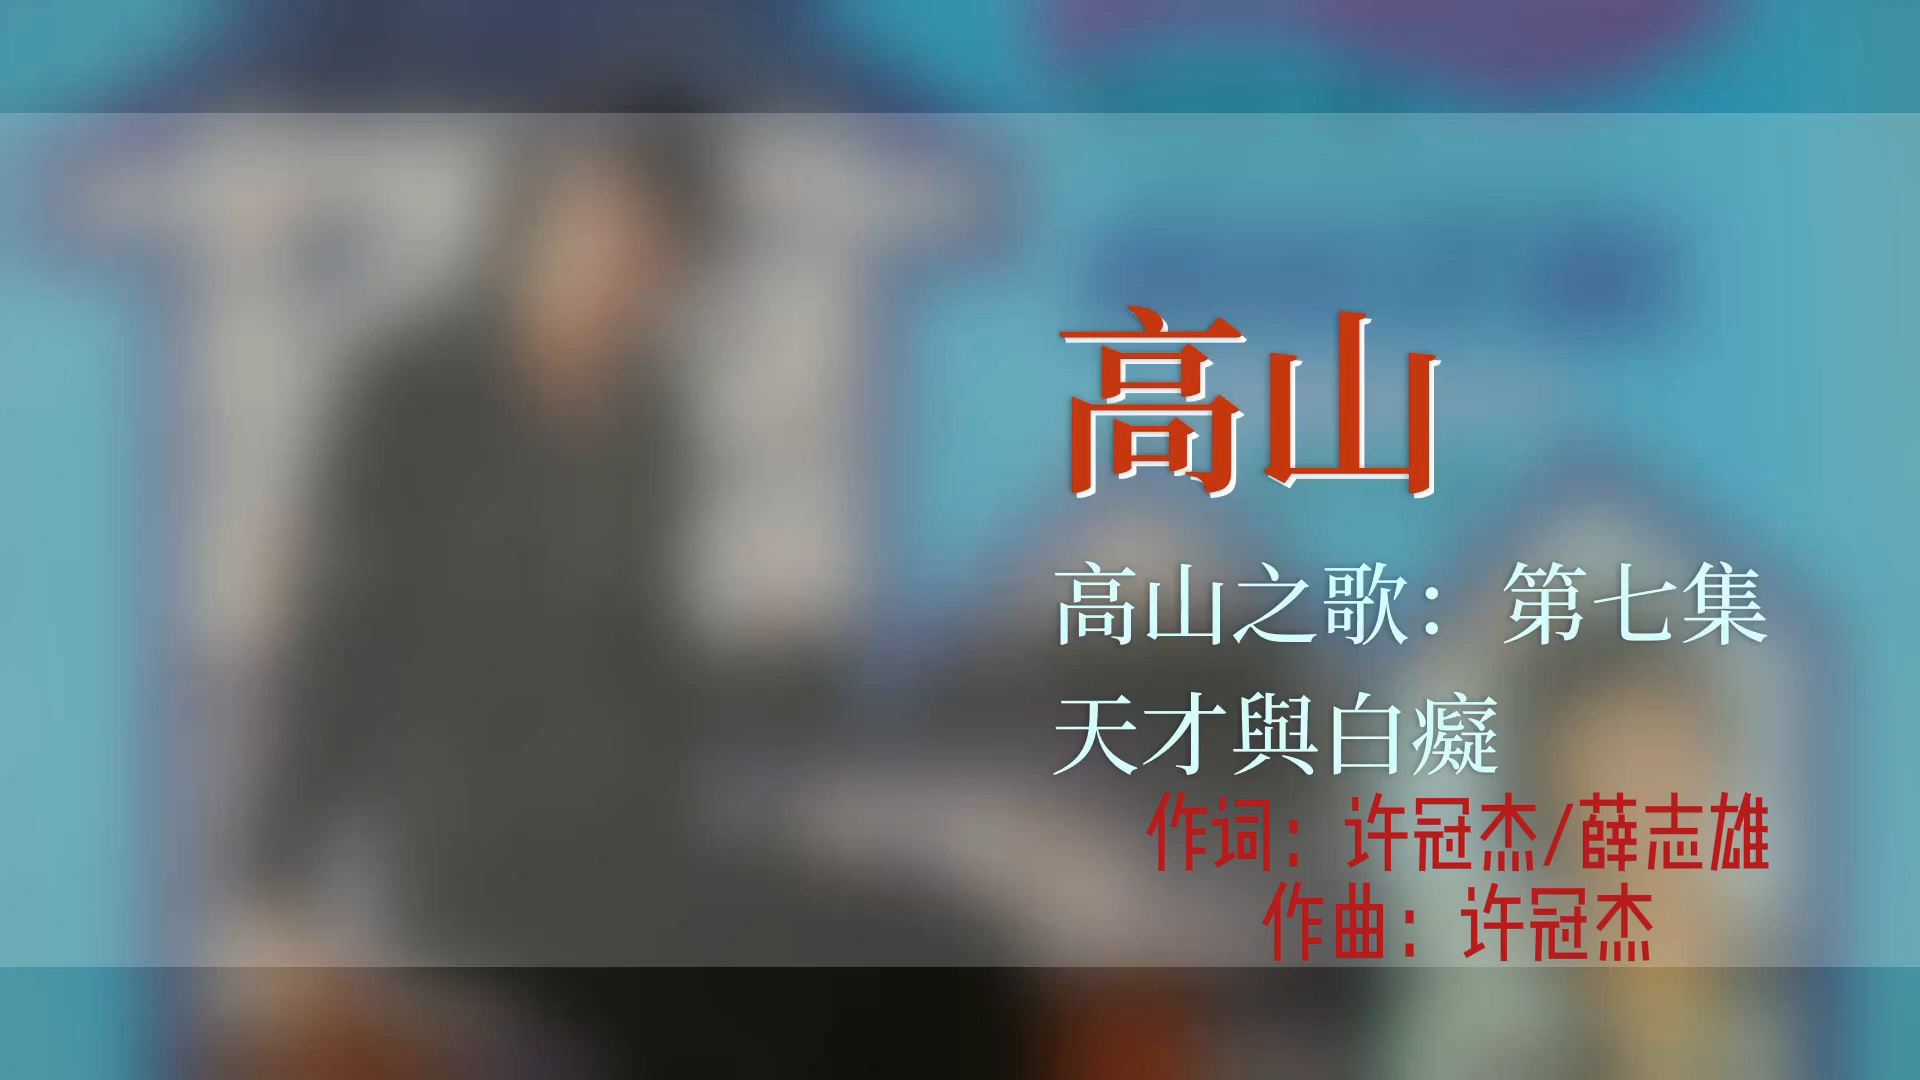 高山
高山之歌：第七集
天才與白癡
作词：许冠杰/薛志雄
作曲：许冠杰